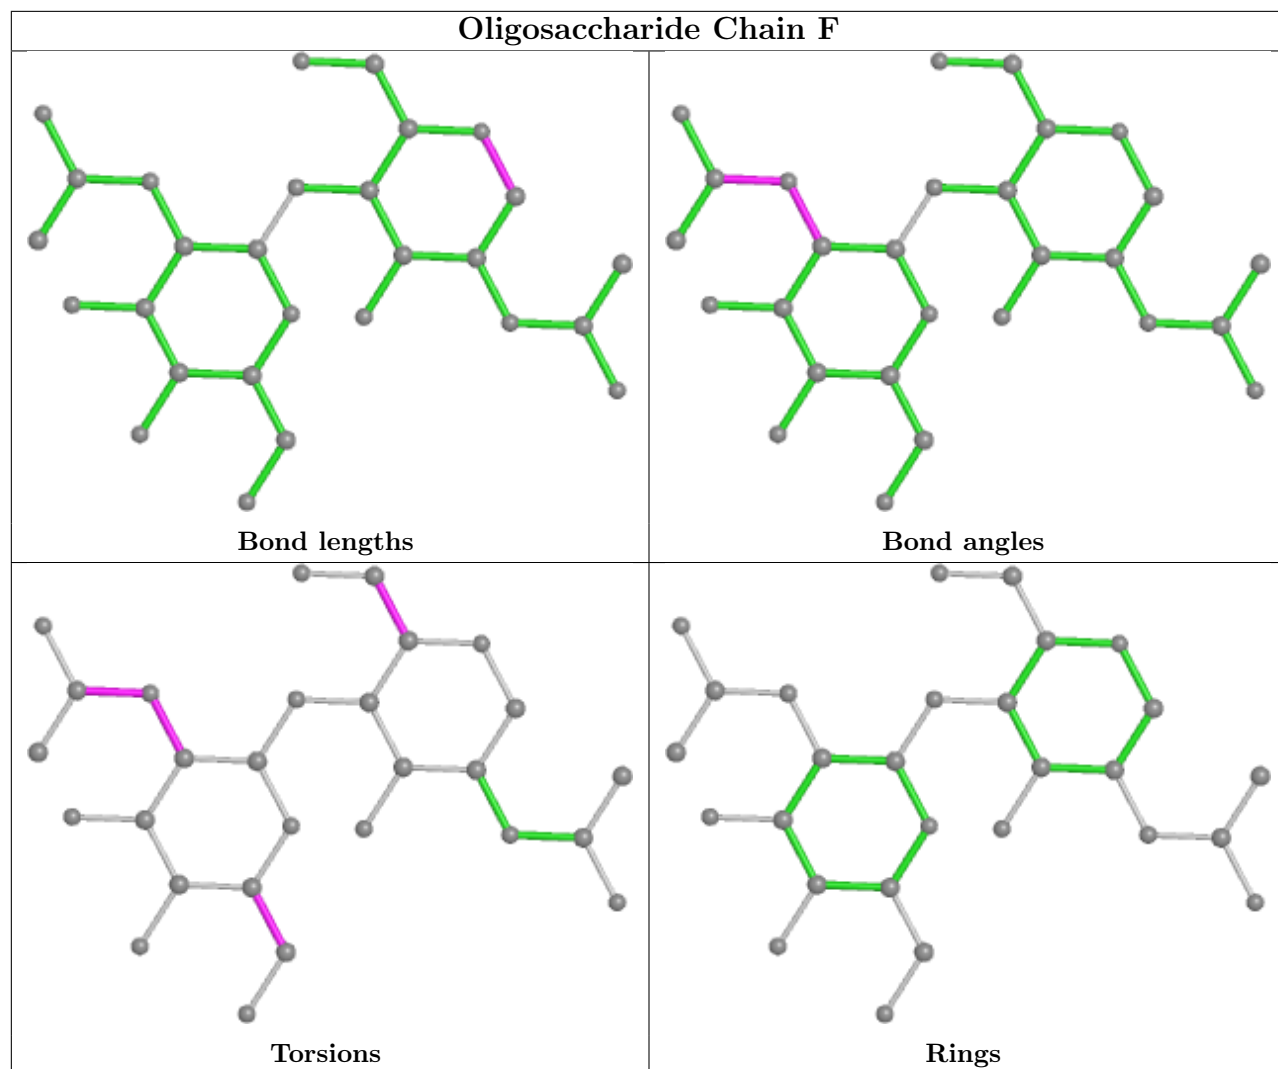 Oligosaccharide Chain F
Bond lengths
Bond angles
Torsions
Rings